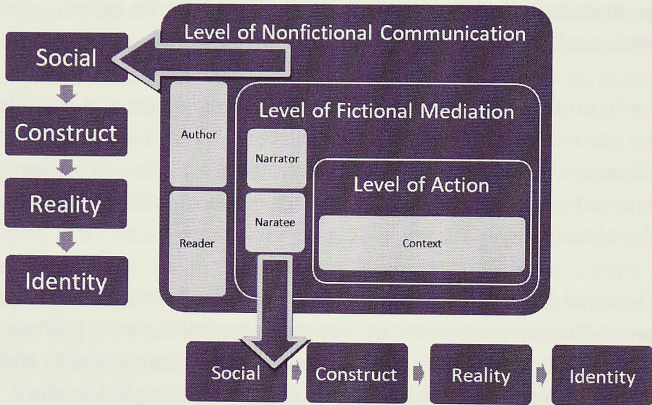 Level of Nonfictional Communication
Social
Construct
Reality
Identity
Author
Reader
Level of Fictional Mediation
Narrator
Naratee
Level of Action
Context
Social
Construct
Reality
Identity